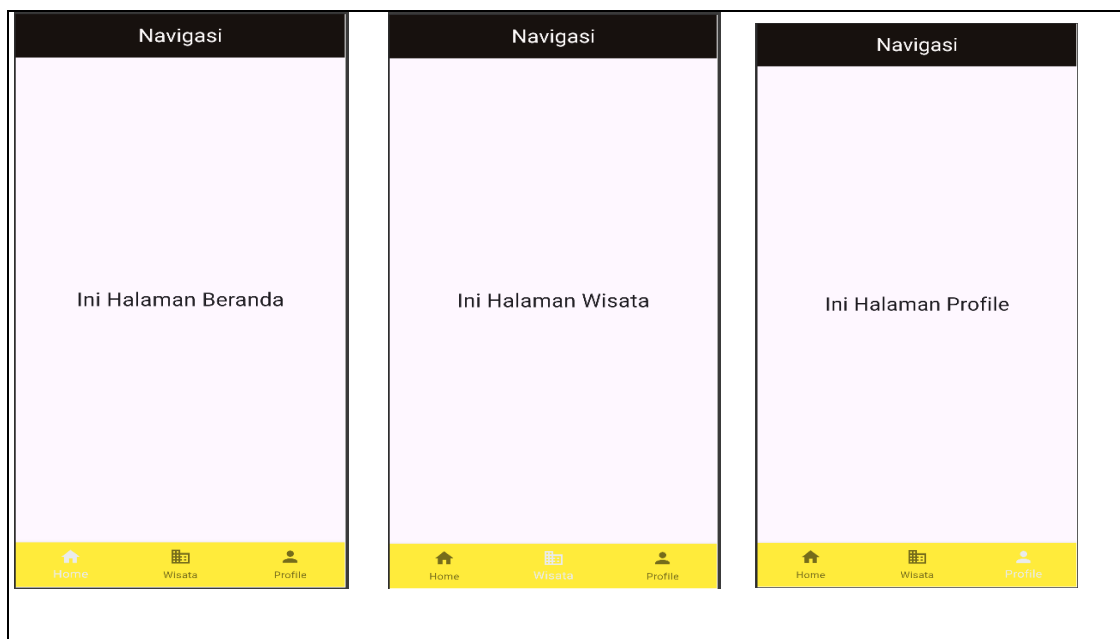 Navigasi
Ini Halaman Beranda
Home Wisata Profile
Navigasi
Ini Halaman Wisata
Home Wisata Profile
Navigasi
Ini Halaman Profile
Home Wisata Profile